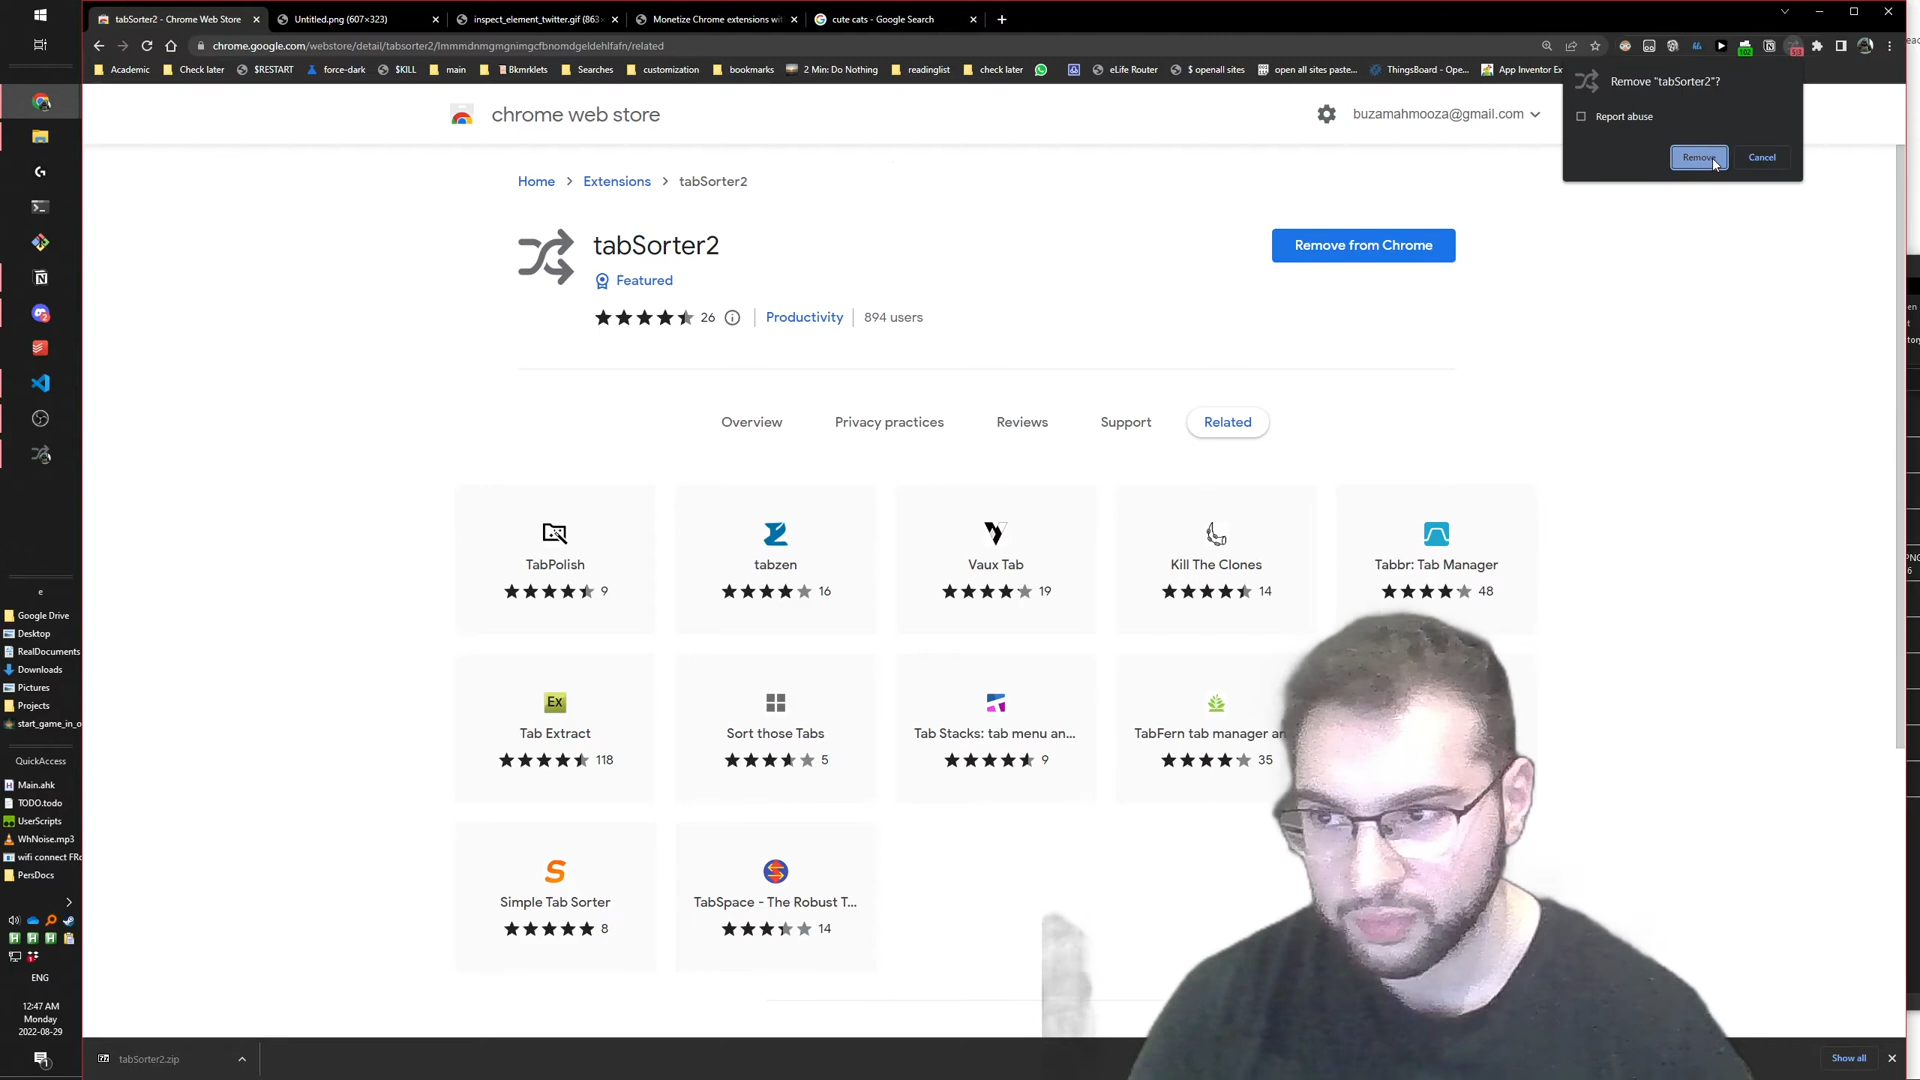 tabSorter2 - Chrome Web Store
Untitled.png (607×323)
inspect_element_twitter.gif (863
Monetize Chrome extensions wi
cute cats - Google Search
chrome.google.com/webstore/detail/tabsorter2/lmmmdnmgmgnimgcfbnomdgeldehlfafn/related
Academic
Check later
$RESTART
force-dark
$KILL
main
Bkmrklets
Searches
customization
bookmarks
2 Min: Do Nothing
readinglist
check later
eLife Router
$ openall sites
open all sites paste...
ThingsBoard - Ope...
App Inventor Ex
Remove "tabSorter2"?
Report abuse
Remove
Cancel
chrome web store
buzamahmooza@gmail.com
Home > Extensions > tabSorter2
tabSorter2
Remove from Chrome
Featured
26
Productivity
894 users
Overview
Privacy practices
Reviews
Support
Related
TabPolish
9
tabzen
16
Vaux Tab
19
Kill The Clones
14
Tabbr: Tab Manager
48
Ex
Tab Extract
118
Sort those Tabs
5
Tab Stacks: tab menu an...
9
TabFern tab manager an
35
Simple Tab Sorter
8
TabSpace - The Robust T...
14
e
Google Drive
Desktop
RealDocuments
Downloads
Pictures
Projects
start_game_in_o
QuickAccess
Main.ahk
TODO.todo
UserScripts
WhNoise.mp3
wifi connect FRo
PersDocs
ENG
12:47 AM
Monday
2022-08-29
tabSorter2.zip
Show all